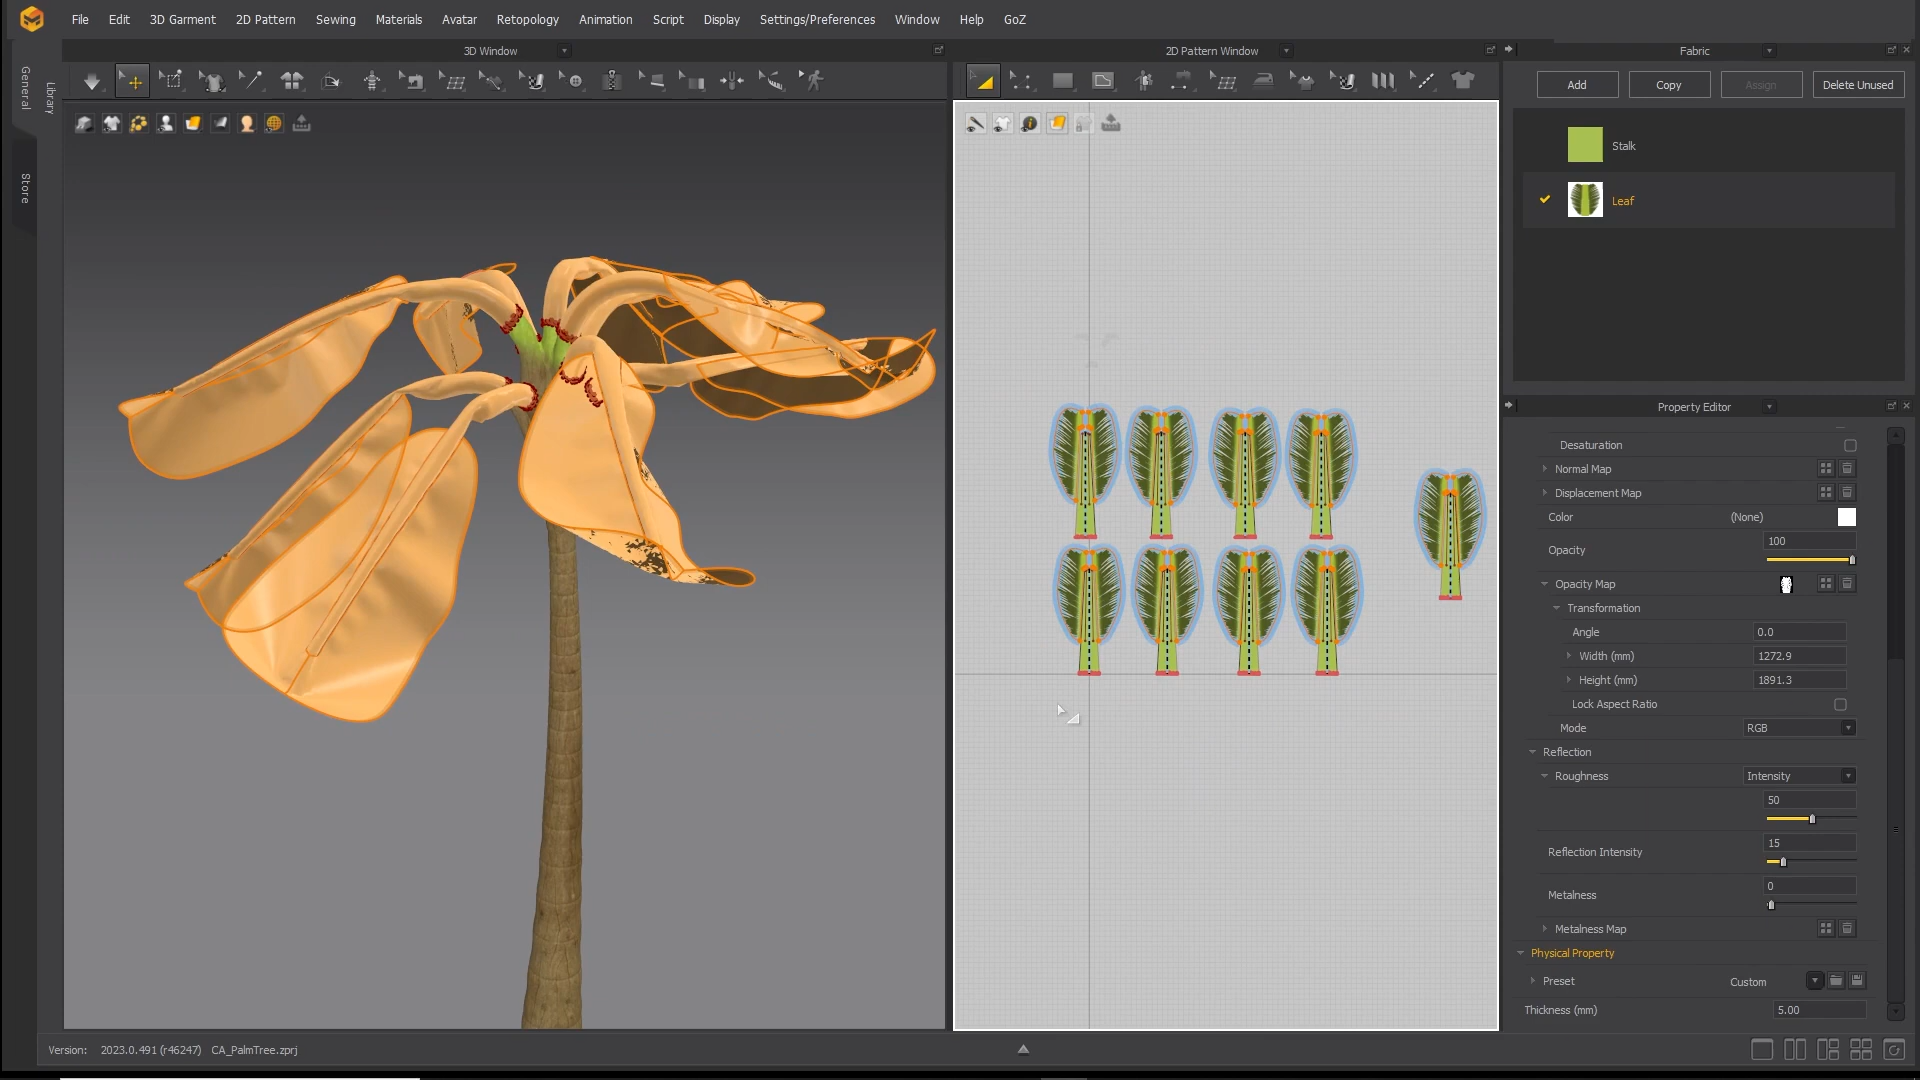 File Edit 3D Garment 2D Pattern Sewing Materials Avatar Retopology Animation Script Display Settings/Preferences Window Help GoZ
3D Window
2D Pattern Window
Fabric
General
Library
Store
Add Copy Assign Delete Unused
Stalk
Leaf
Property Editor
Desaturation
Normal Map
Displacement Map
Color (None)
Opacity 100
Opacity Map
Transformation
Angle 0.0
Width (mm) 1272.9
Height (mm) 1891.3
Lock Aspect Ratio
Mode RGB
Reflection
Roughness Intensity
50
Reflection Intensity 15
Metalness 0
Metalness Map
Physical Property
Preset Custom
Thickness (mm) 5.00
Version: 2023.0.491 (r46247) CA_PalmTree.zprj